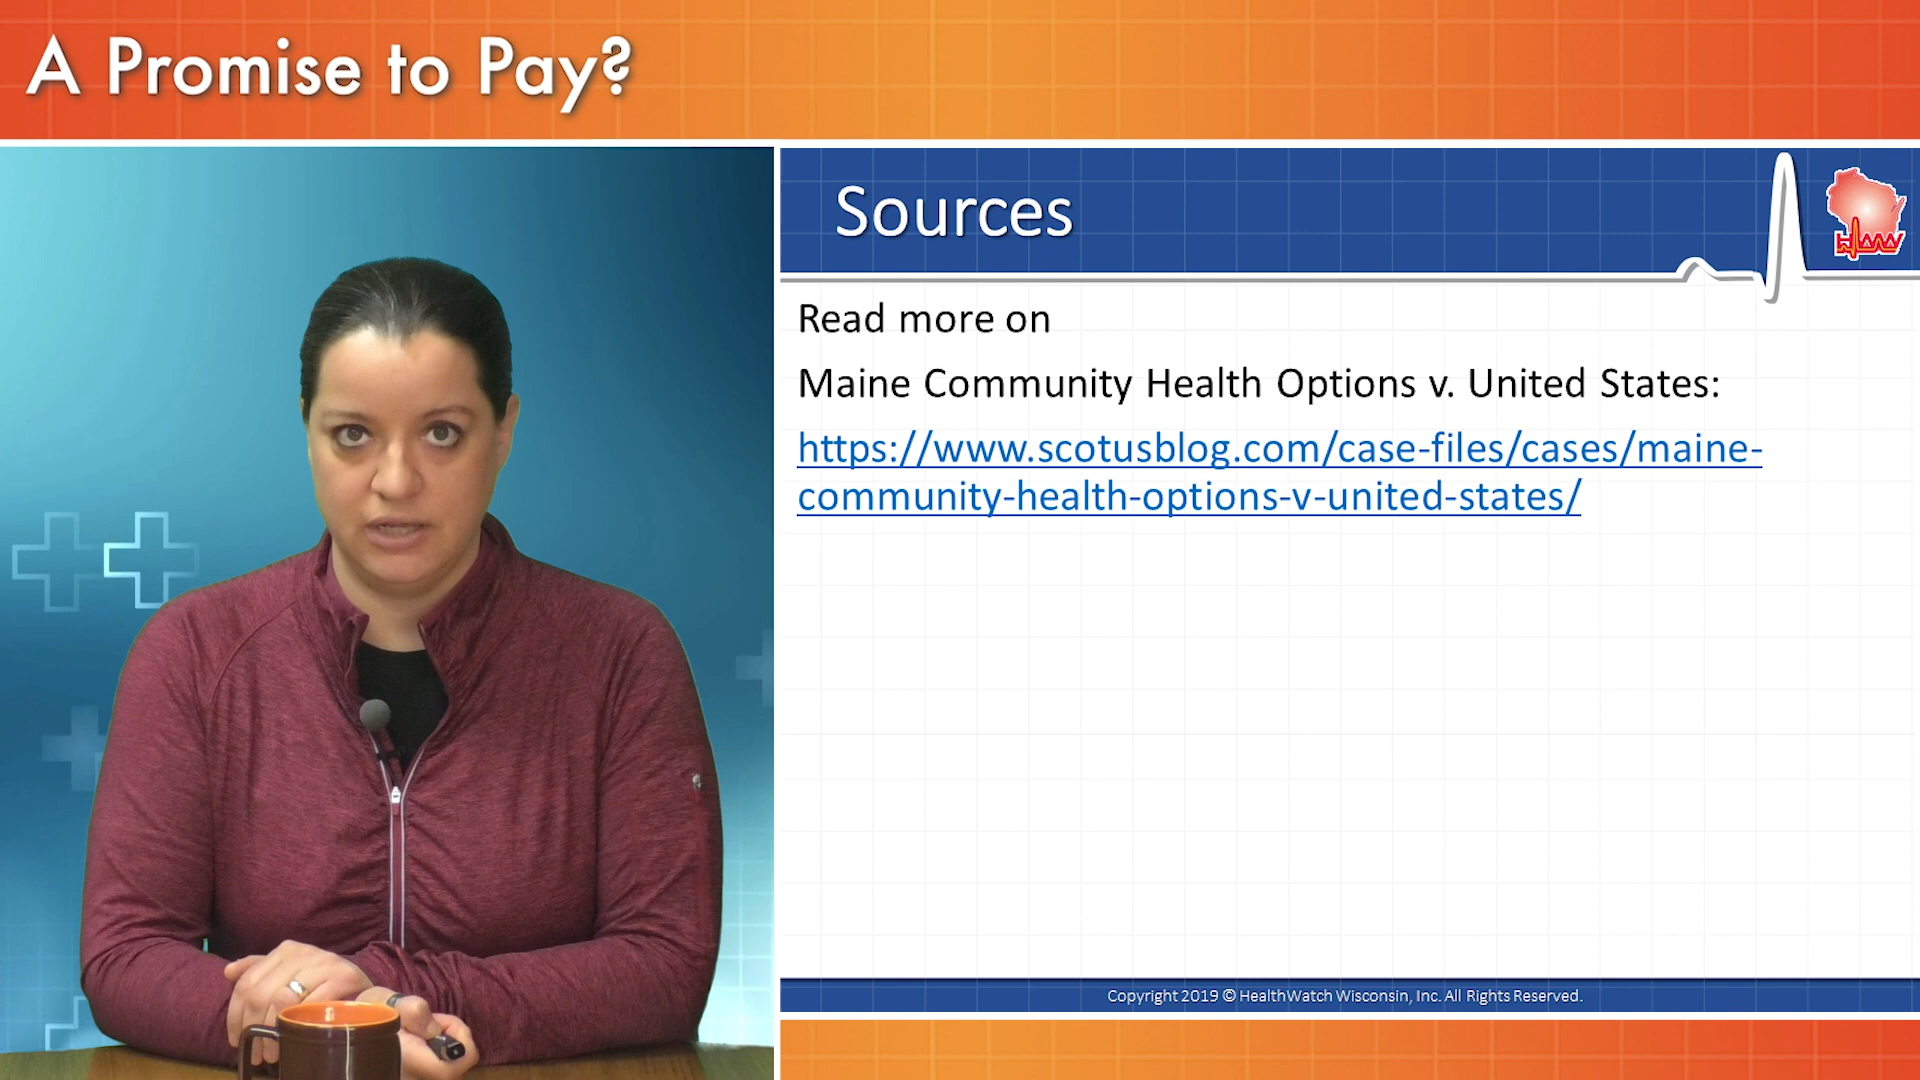 A Promise to Pay?
Sources
Read more on
Maine Community Health Options v. United States:
https://www.scotusblog.com/case-files/cases/maine-
community-health-options-v-united-states/
Copyright 2019 © HealthWatch Wisconsin, Inc. All Rights Reserved.